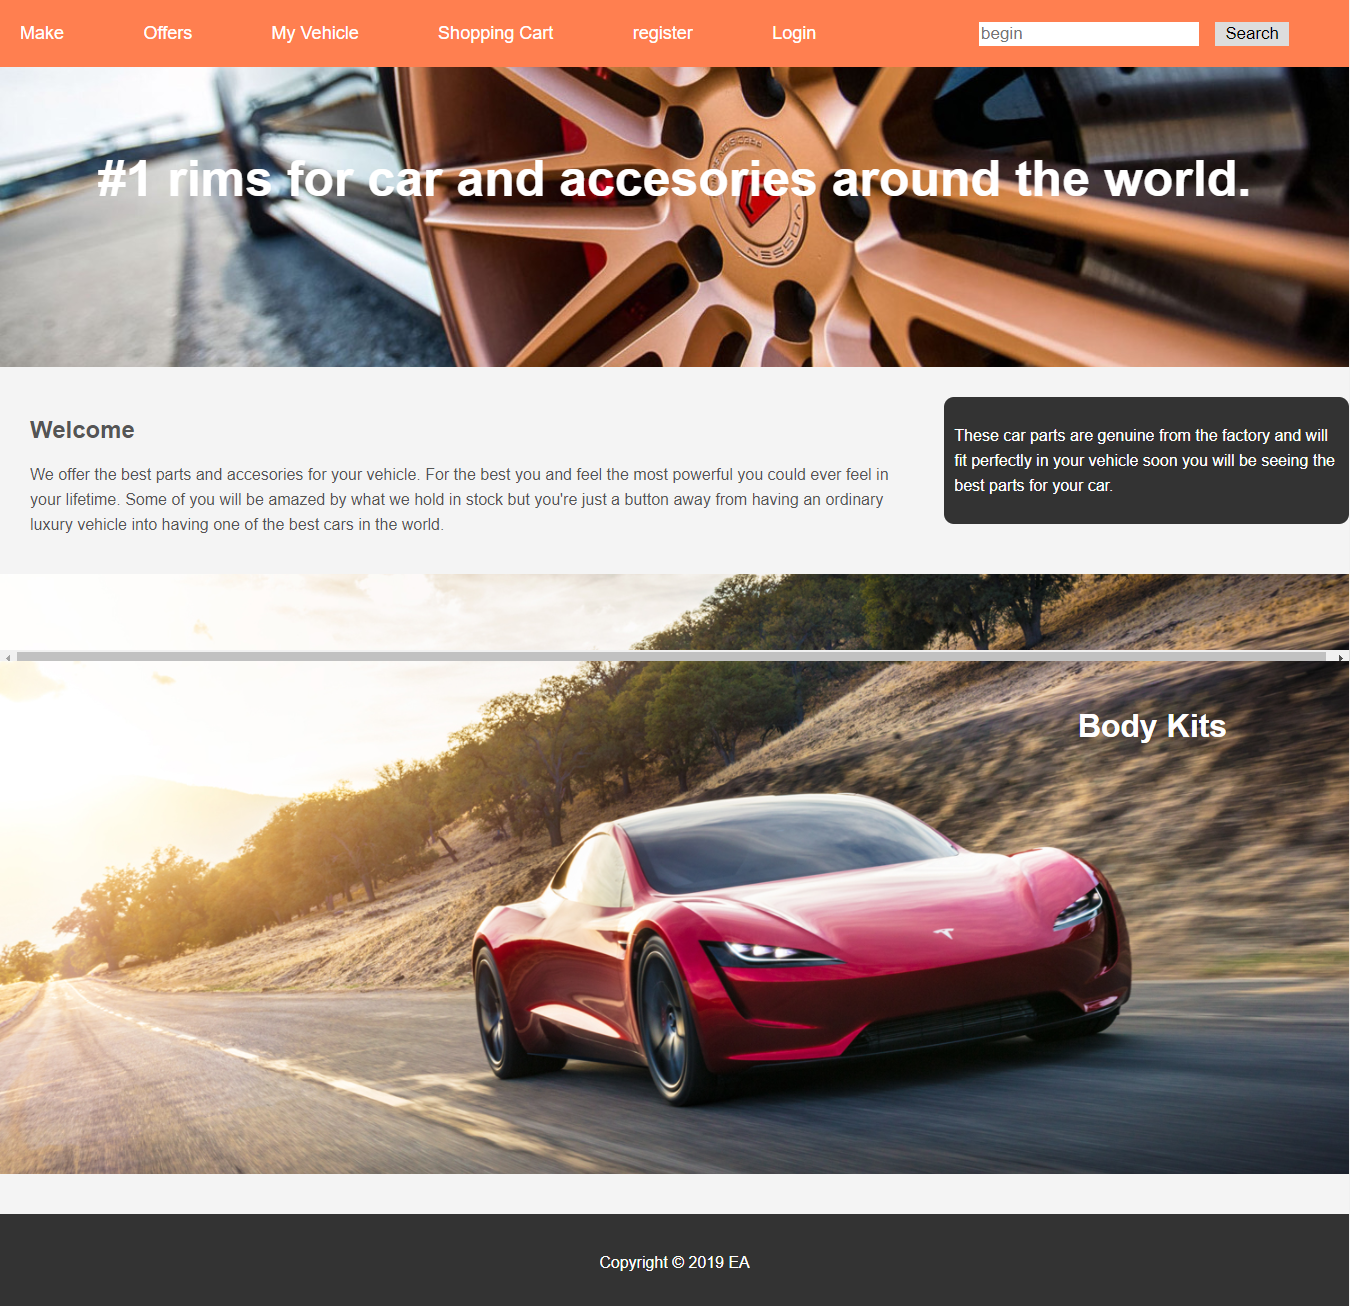 Make Offers My Vehicle Shopping Cart register Login begin Search
#1 rims for car and accesories around the world.
VOSSEN
Welcome
We offer the best parts and accesories for your vehicle. For the best you and feel the most powerful you could ever feel in
your lifetime. Some of you will be amazed by what we hold in stock but you're just a button away from having an ordinary
luxury vehicle into having one of the best cars in the world.
These car parts are genuine from the factory and will
fit perfectly in your vehicle soon you will be seeing the
best parts for your car.
Body Kits
Copyright © 2019 EA